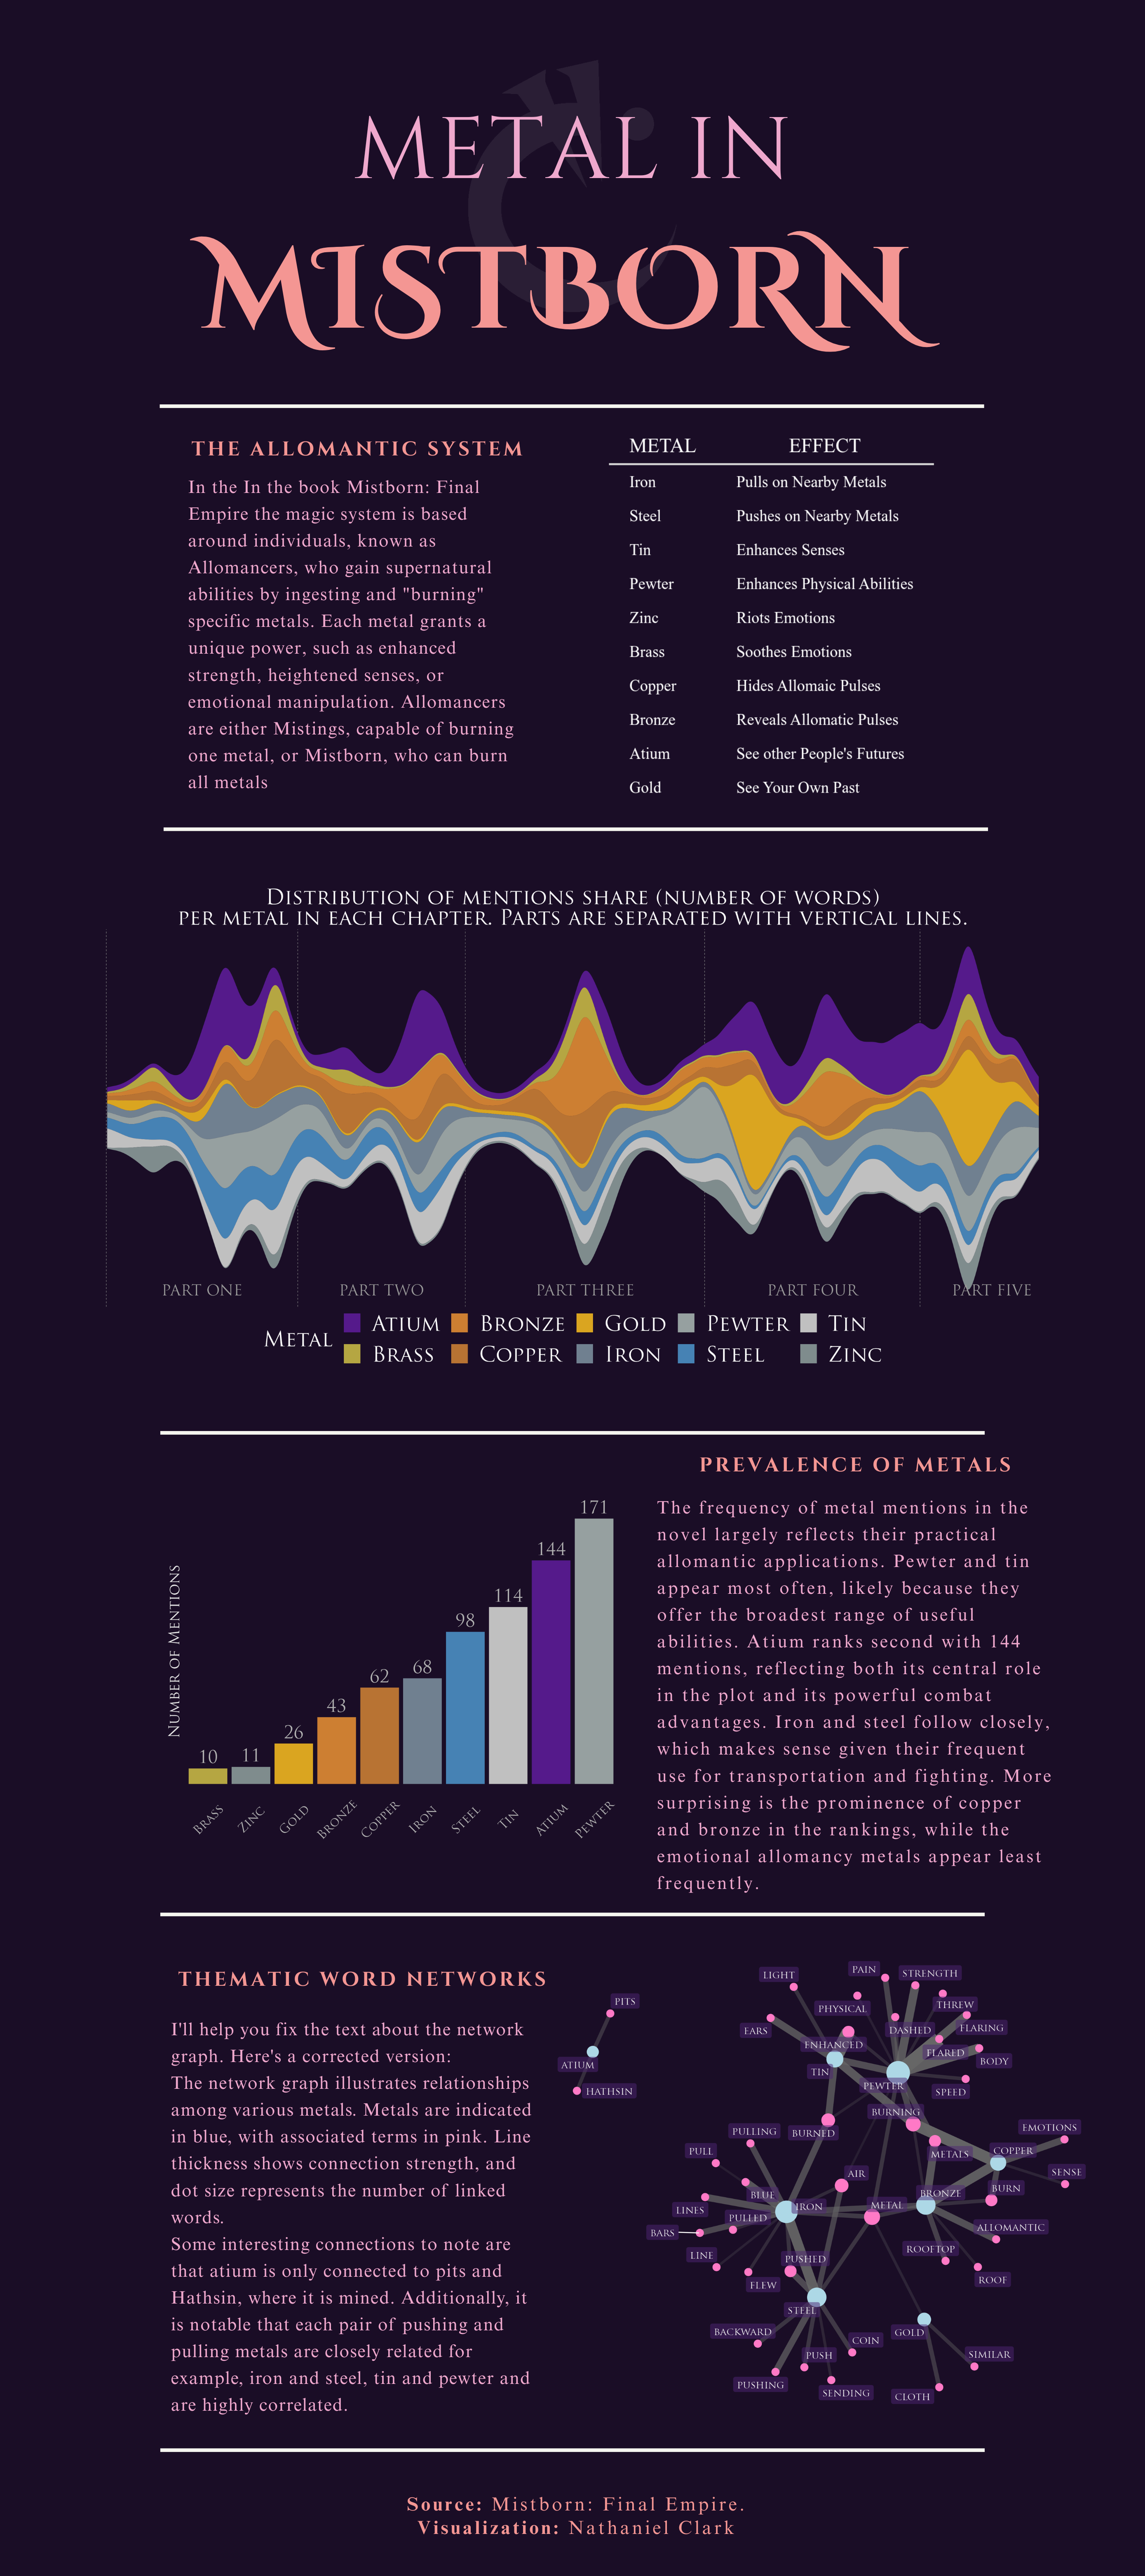 METAL IN
MISTBORN
THE ALLOMANTIC SYSTEM
In the In the book Mistborn: Final
Empire the magic system is based
around individuals, known as
Allomancers, who gain supernatural
abilities by ingesting and "burning"
specific metals. Each metal grants a
unique power, such as enhanced
strength, heightened senses, or
emotional manipulation. Allomancers
are either Mistings, capable of burning
one metal, or Mistborn, who can burn
all metals
METAL EFFECT
Iron Pulls on Nearby Metals
Steel Pushes on Nearby Metals
Tin Enhances Senses
Pewter Enhances Physical Abilities
Zinc Riots Emotions
Brass Soothes Emotions
Copper Hides Allomaic Pulses
Bronze Reveals Allomatic Pulses
Atium See other People's Futures
Gold See Your Own Past
DISTRIBUTION OF MENTIONS SHARE (NUMBER OF WORDS)
PER METAL IN EACH CHAPTER. PARTS ARE SEPARATED WITH VERTICAL LINES.
PART ONE PART TWO PART THREE PART FOUR PART FIVE
METAL
ATIUM BRONZE GOLD PEWTER TIN
BRASS COPPER IRON STEEL ZINC
PREVALENCE OF METALS
The frequency of metal mentions in the
novel largely reflects their practical
allomantic applications. Pewter and tin
appear most often, likely because they
offer the broadest range of useful
abilities. Atium ranks second with 144
mentions, reflecting both its central role
in the plot and its powerful combat
advantages. Iron and steel follow closely,
which makes sense given their frequent
use for transportation and fighting. More
surprising is the prominence of copper
and bronze in the rankings, while the
emotional allomancy metals appear least
frequently.
NUMBER OF MENTIONS
10 11 26 43 62 68 98 114 144 171
BRASS ZINC GOLD BRONZE COPPER IRON STEEL TIN ATIUM PEWTER
THEMATIC WORD NETWORKS
I'll help you fix the text about the network
graph. Here's a corrected version:
The network graph illustrates relationships
among various metals. Metals are indicated
in blue, with associated terms in pink. Line
thickness shows connection strength, and
dot size represents the number of linked
words.
Some interesting connections to note are
that atium is only connected to pits and
Hathsin, where it is mined. Additionally, it
is notable that each pair of pushing and
pulling metals are closely related for
example, iron and steel, tin and pewter and
are highly correlated.
PITS
ATIUM
HATHSIN
LIGHT
PAIN
STRENGTH
PHYSICAL
THREW
EARS
DASHED
FLARING
ENHANCED
FLARED
BODY
TIN
PEWTER
SPEED
BURNING
BURNED
PULLING
EMOTIONS
PULL
METALS
COPPER
AIR
SENSE
BLUE
BRONZE
BURN
LINES
IRON
METAL
PULLED
BARS
ALLOMANTIC
LINE
PUSHED
ROOFTOP
FLEW
ROOF
STEEL
GOLD
BACKWARD
COIN
PUSH
SIMILAR
PUSHING
SENDING
CLOTH
Source: Mistborn: Final Empire.
Visualization: Nathaniel Clark